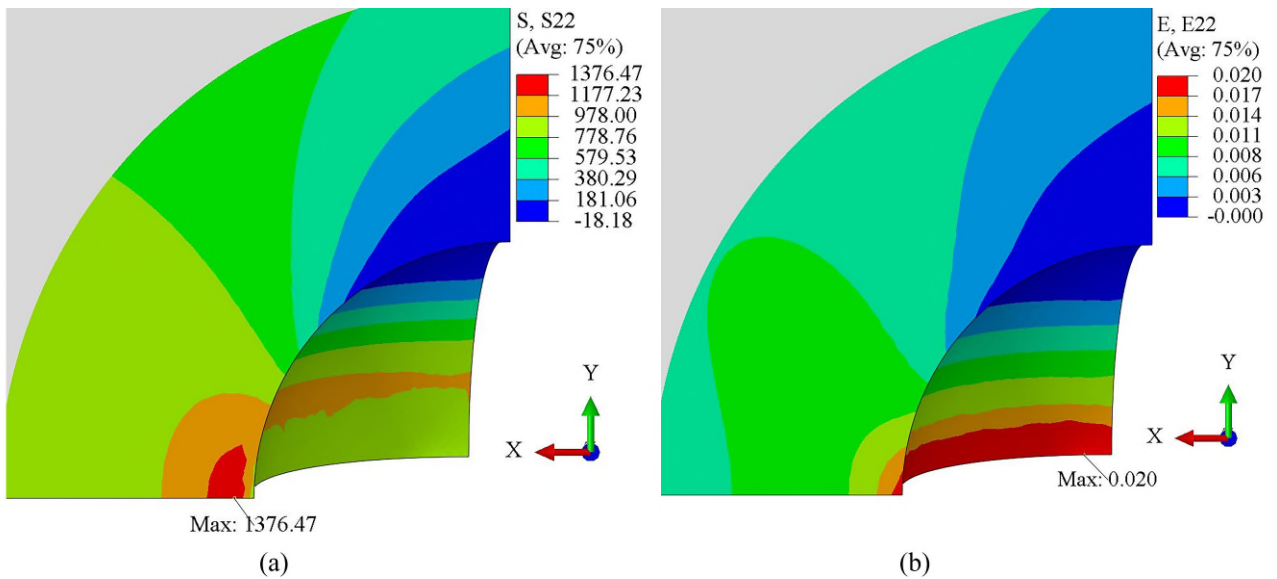 S, S22
(Avg: 75%)
1376.47
1177.23
978.00
778.76
579.53
380.29
181.06
-18.18
Y
X
Max: 1376.47
(a)
E, E22
(Avg: 75%)
0.020
0.017
0.014
0.011
0.008
0.006
0.003
-0.000
Y
X
Max: 0.020
(b)